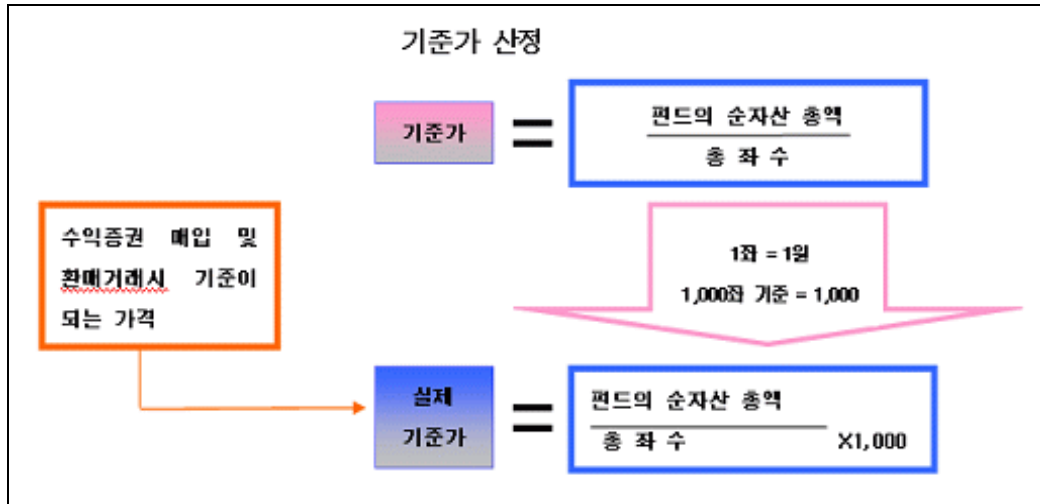 기준가 산정
기준가
=
펀드의 순자산 총액
총 좌 수
수익증권 매입 및
환매거래시 기준이
되는 가격
1좌 = 1원
1,000좌 기준 = 1,000
실제
기준가
=
펀드의 순자산 총액
총 좌 수 X1,000